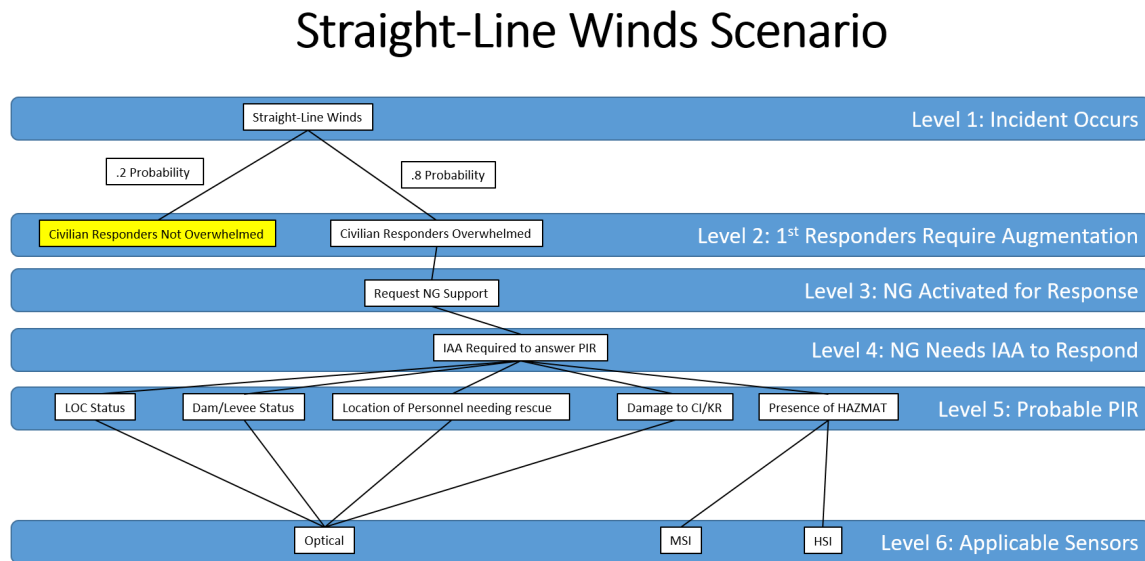 Straight-Line Winds Scenario
Straight-Line Winds
Level 1: Incident Occurs
.2 Probability
.8 Probability
Civilian Responders Not Overwhelmed
Civilian Responders Overwhelmed
Level 2: 1st Responders Require Augmentation
Request NG Support
Level 3: NG Activated for Response
IAA Required to answer PIR
Level 4: NG Needs IAA to Respond
LOC Status
Dam/Levee Status
Location of Personnel needing rescue
Damage to CI/KR
Presence of HAZMAT
Level 5: Probable PIR
Optical
MSI
HSI
Level 6: Applicable Sensors